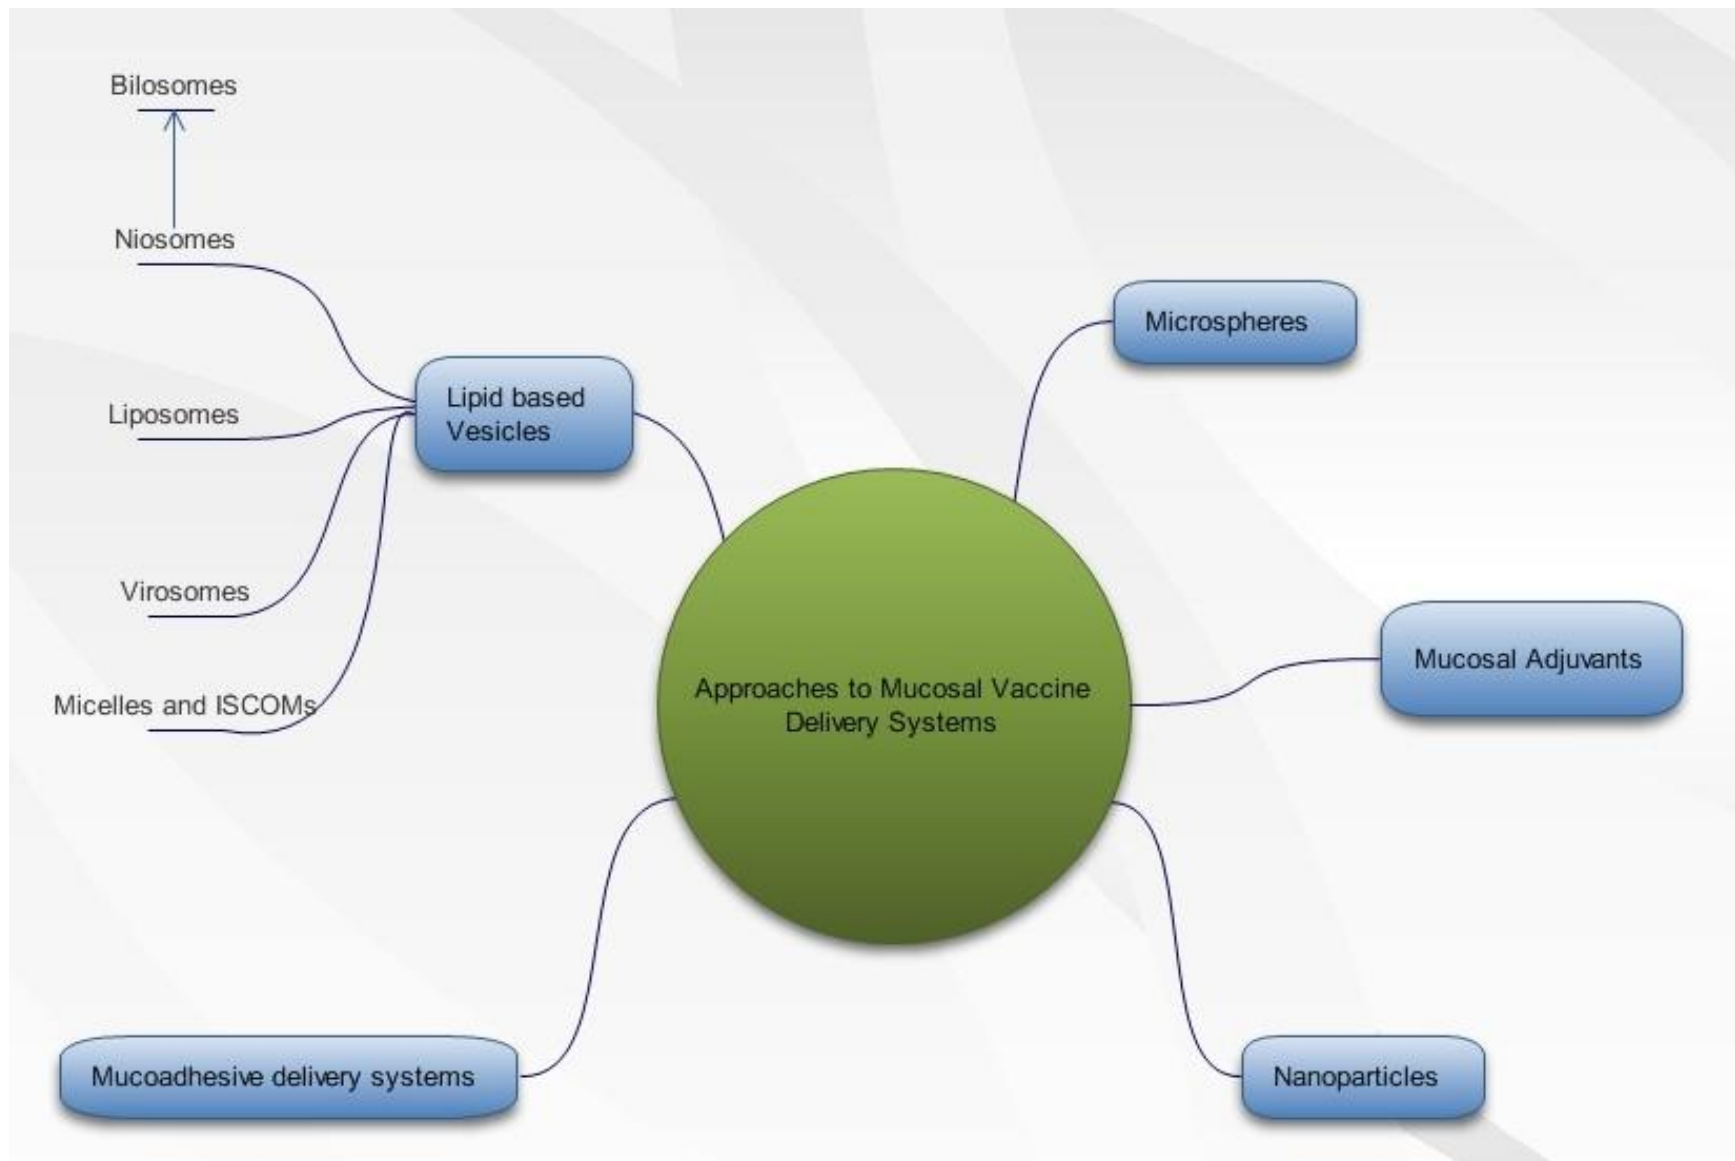 Bilosomes
Niosomes
Liposomes
Virosomes
Micelles and ISCOMs
Lipid based
Vesicles
Microspheres
Approaches to Mucosal Vaccine
Delivery Systems
Mucosal Adjuvants
Mucoadhesive delivery systems
Nanoparticles